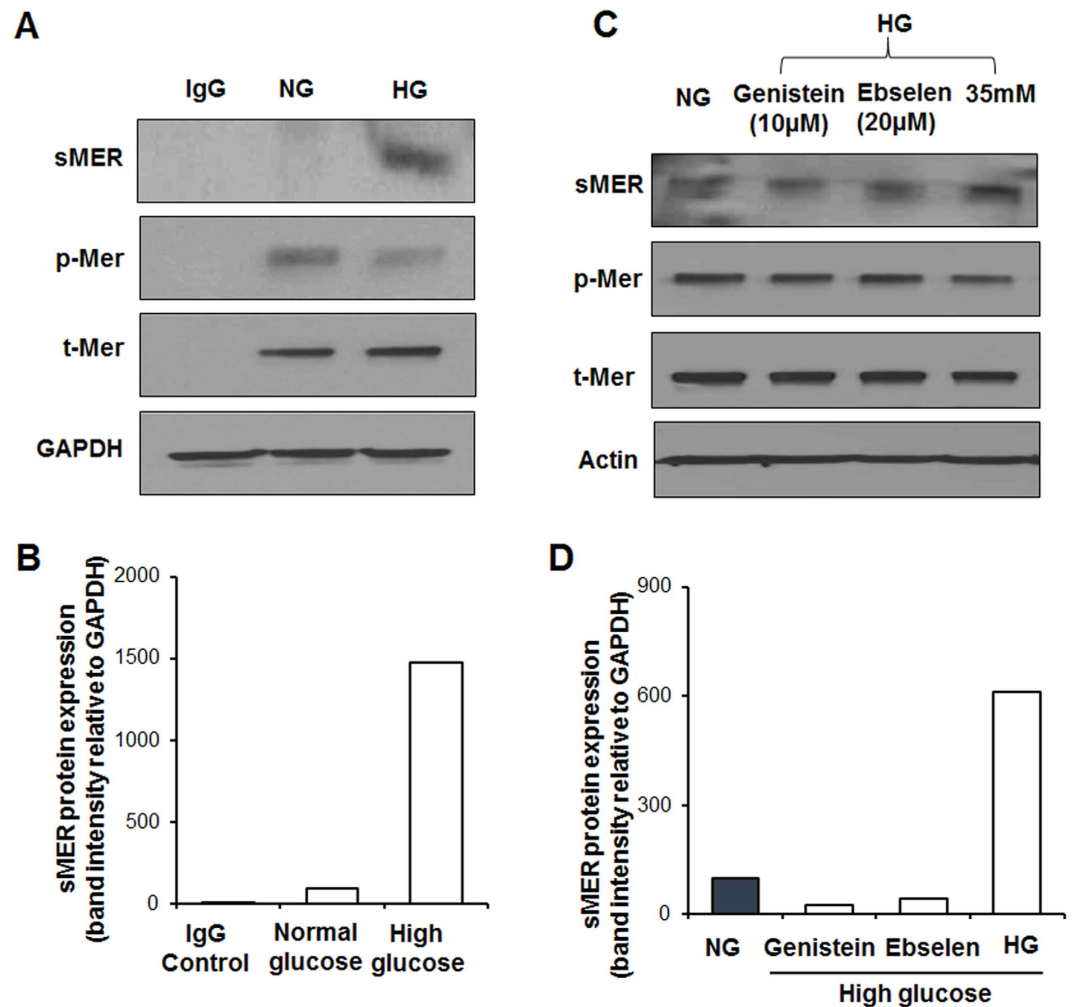 A
IgG NG HG
sMER
p-Mer
t-Mer
GAPDH
C
HG
NG Genistein Ebselen 35mM
(10µM) (20µM)
sMER
p-Mer
t-Mer
Actin
B
sMER protein expression
(band intensity relative to GAPDH)
2000
1500
1000
500
0
IgG Normal High
Control glucose glucose
D
sMER protein expression
(band intensity relative to GAPDH)
900
600
300
0
NG Genistein Ebselen HG
High glucose